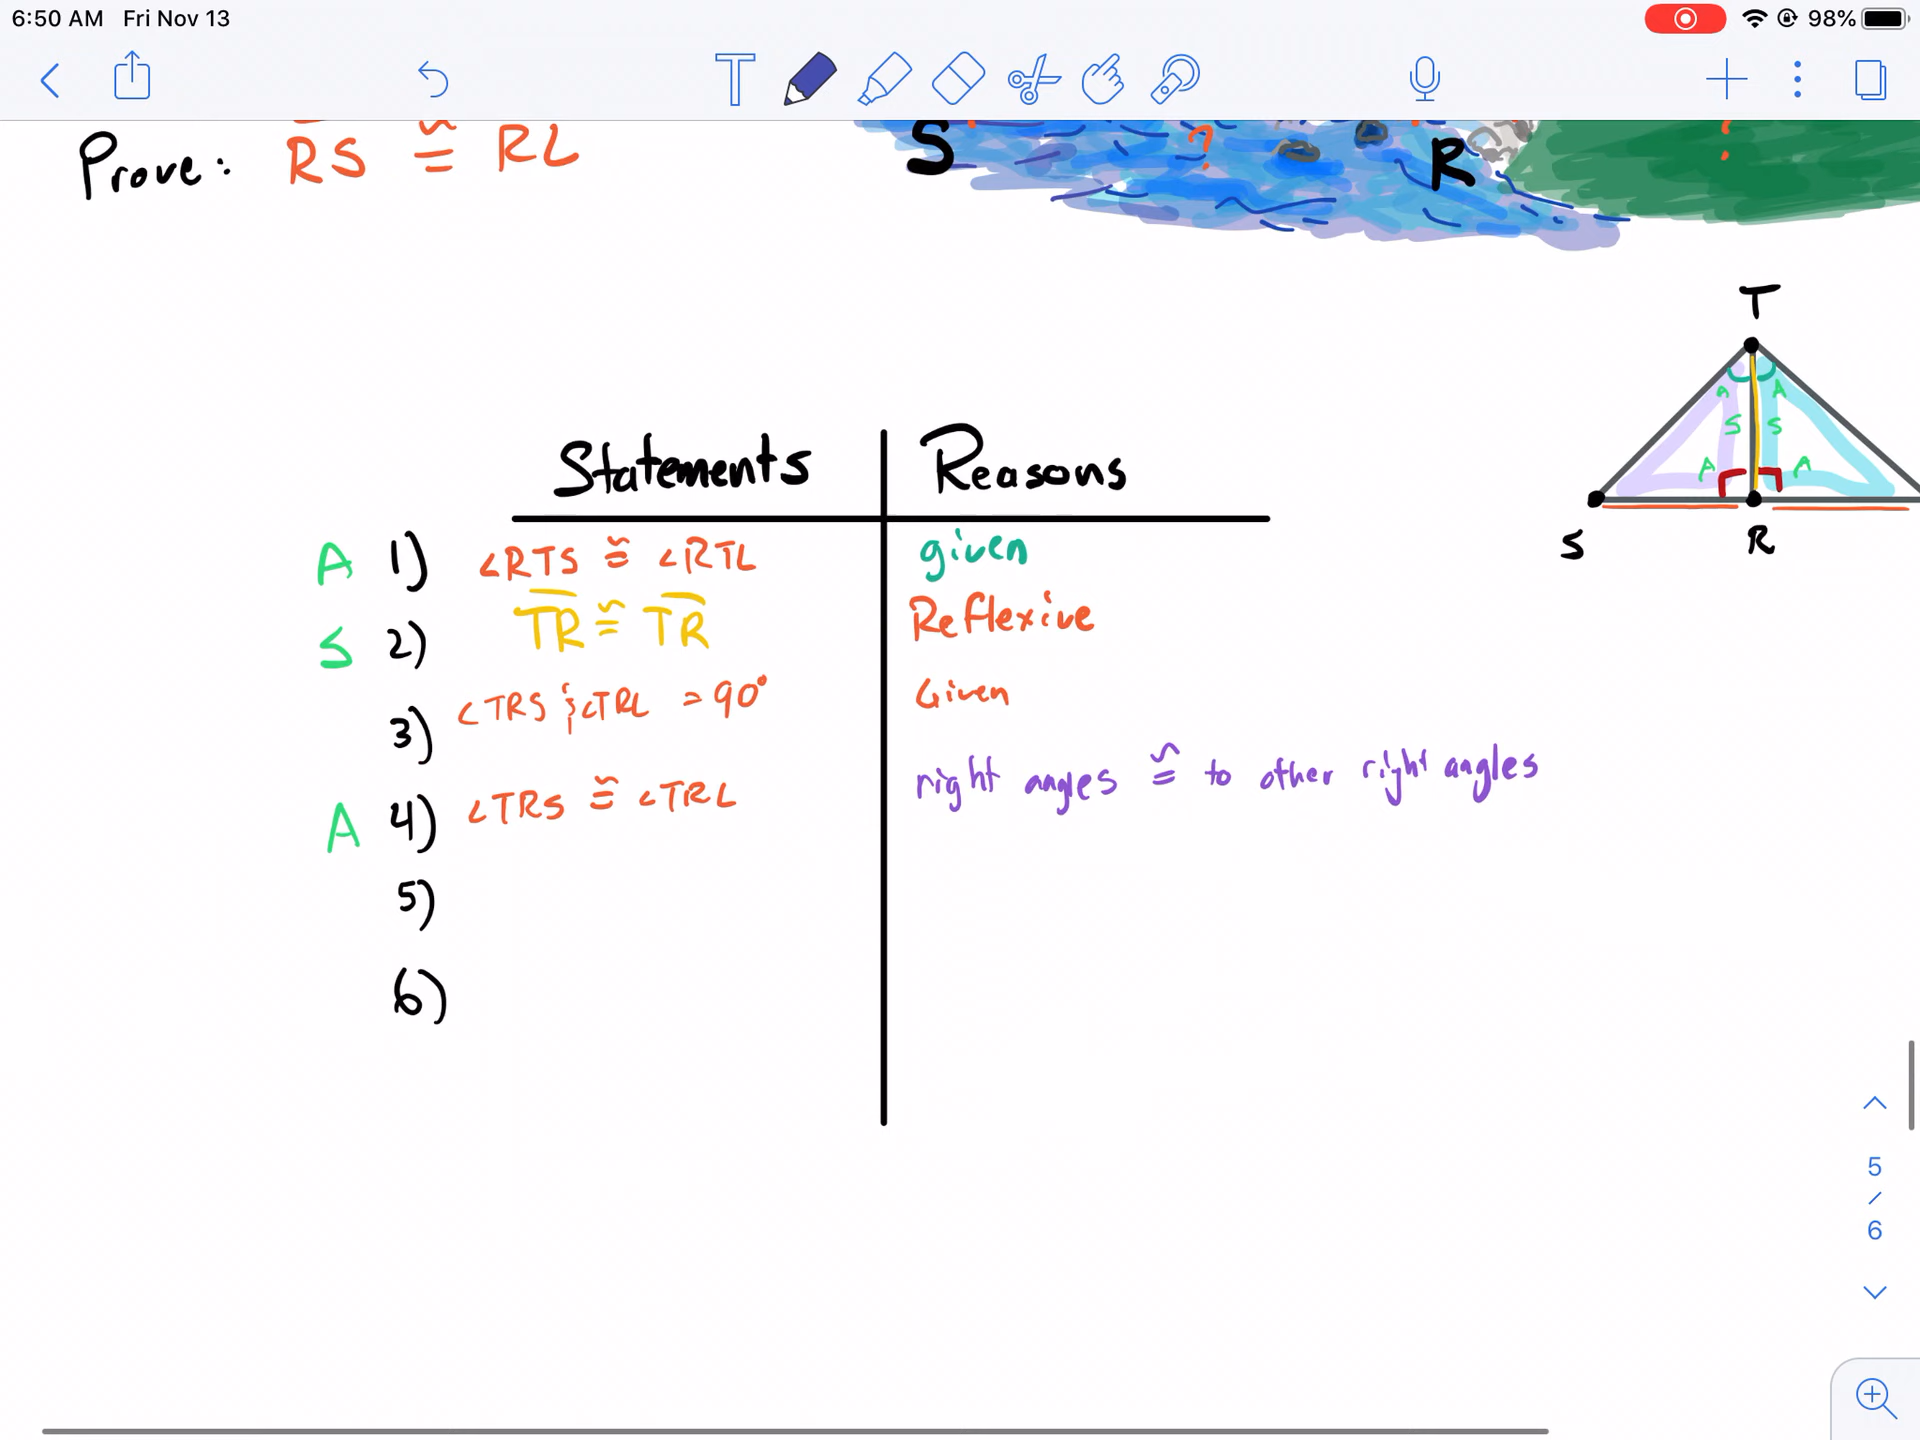 6:50 AM Fri Nov 13 98%
T
Prove: RS ≅ RL
S ? R ?
T
A A
S S
A A
S R
Statements Reasons
A 1) ∠RTS ≅ ∠RTL given
S 2) TR ≅ TR Reflexive
3) ∠TRS & ∠TRL = 90° Given
A 4) ∠TRS ≅ ∠TRL right angles ≅ to other right angles
5)
6)
5
/
6